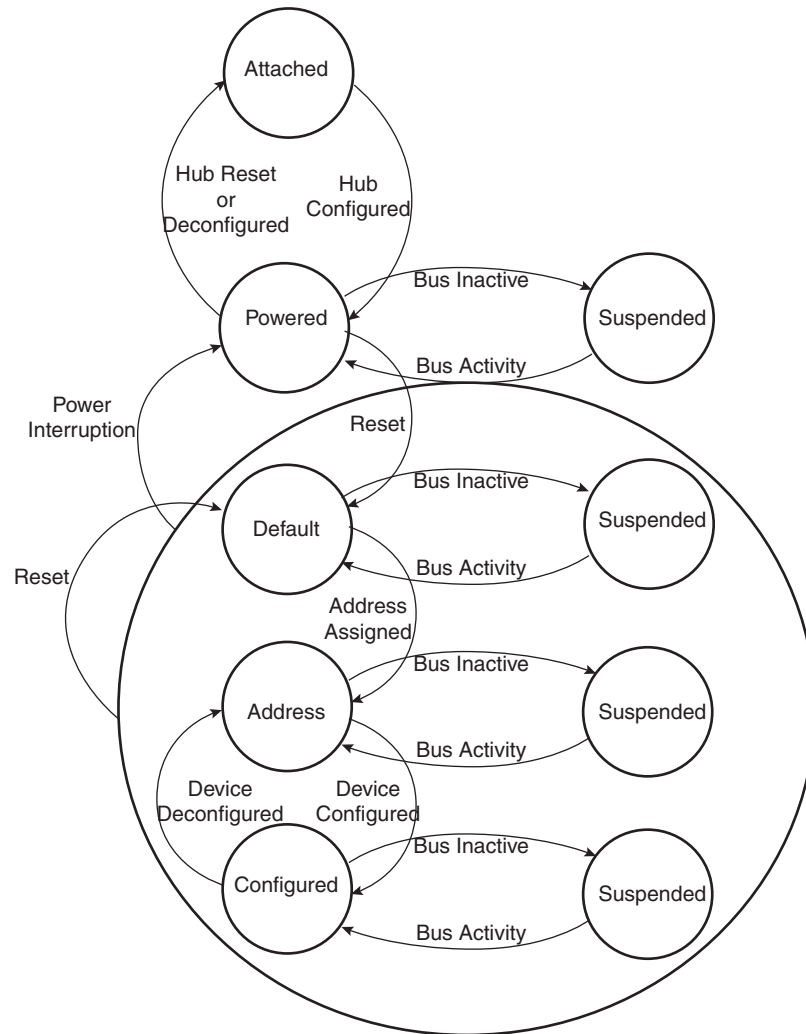 Attached
Hub Reset
or
Deconfigured
Hub
Configured
Powered
Bus Inactive
Suspended
Bus Activity
Power
Interruption
Reset
Default
Bus Inactive
Suspended
Bus Activity
Reset
Address
Assigned
Address
Bus Inactive
Suspended
Bus Activity
Device
Deconfigured
Device
Configured
Configured
Bus Inactive
Suspended
Bus Activity